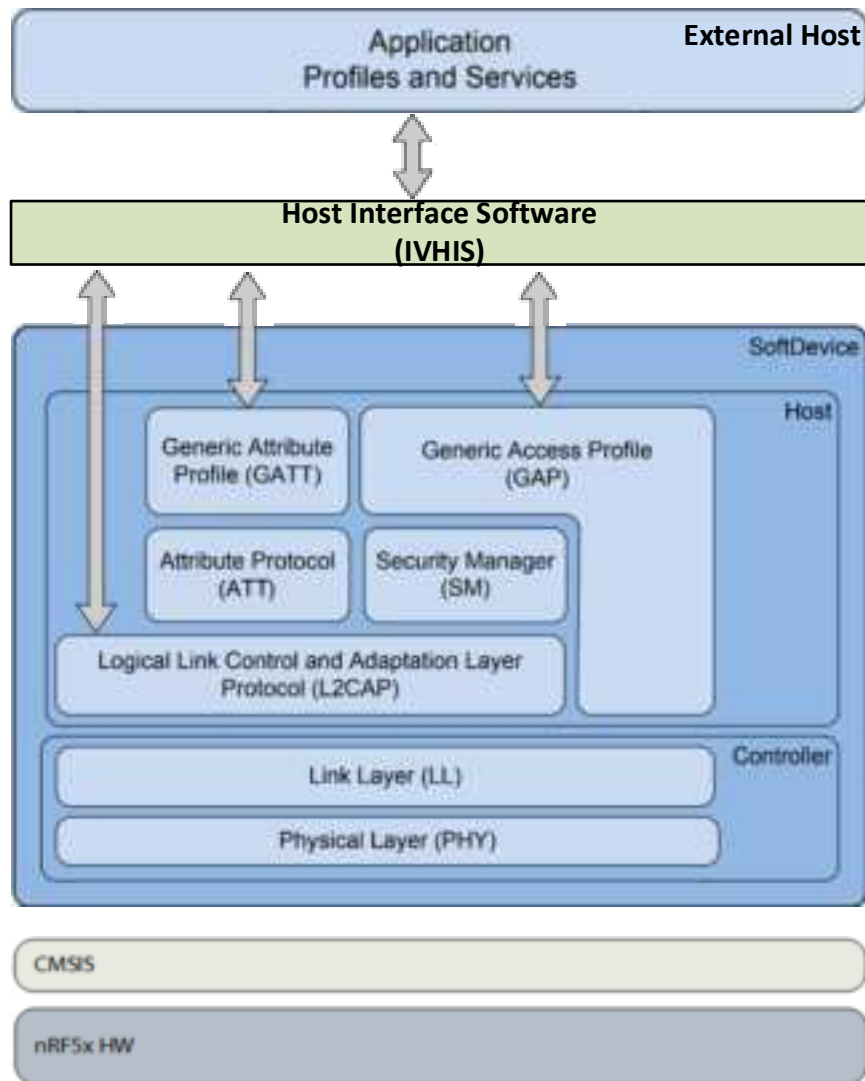 External Host
Application
Profiles and Services
Host Interface Software
(IVHIS)
SoftDevice
Host
Generic Attribute
Profile (GATT)
Generic Access Profile
(GAP)
Attribute Protocol
(ATT)
Security Manager
(SM)
Logical Link Control and Adaptation Layer
Protocol (L2CAP)
Controller
Link Layer (LL)
Physical Layer (PHY)
CMSIS
nRF5x HW